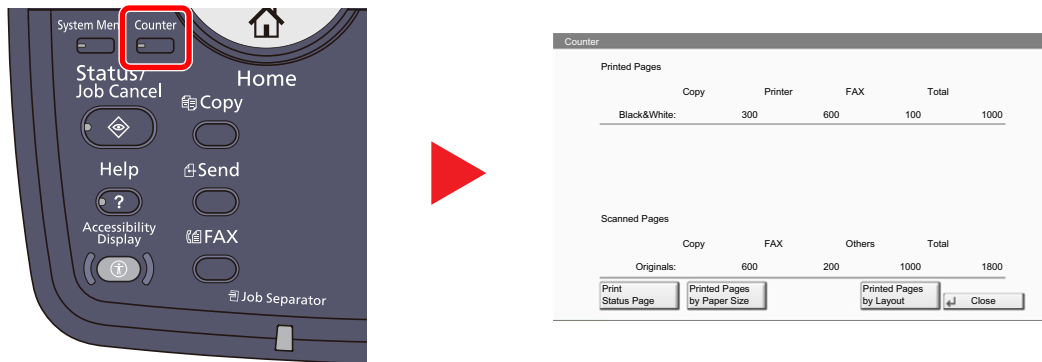 System Men
Counter
Status/
Job Cancel
Home
Copy
Help
Send
?
Accessibility
Display
FAX
Job Separator
Counter
Printed Pages
Copy Printer FAX Total
Black&White: 300 600 100 1000
Scanned Pages
Copy FAX Others Total
Originals: 600 200 1000 1800
Print
Status Page
Printed Pages
by Paper Size
Printed Pages
by Layout
Close